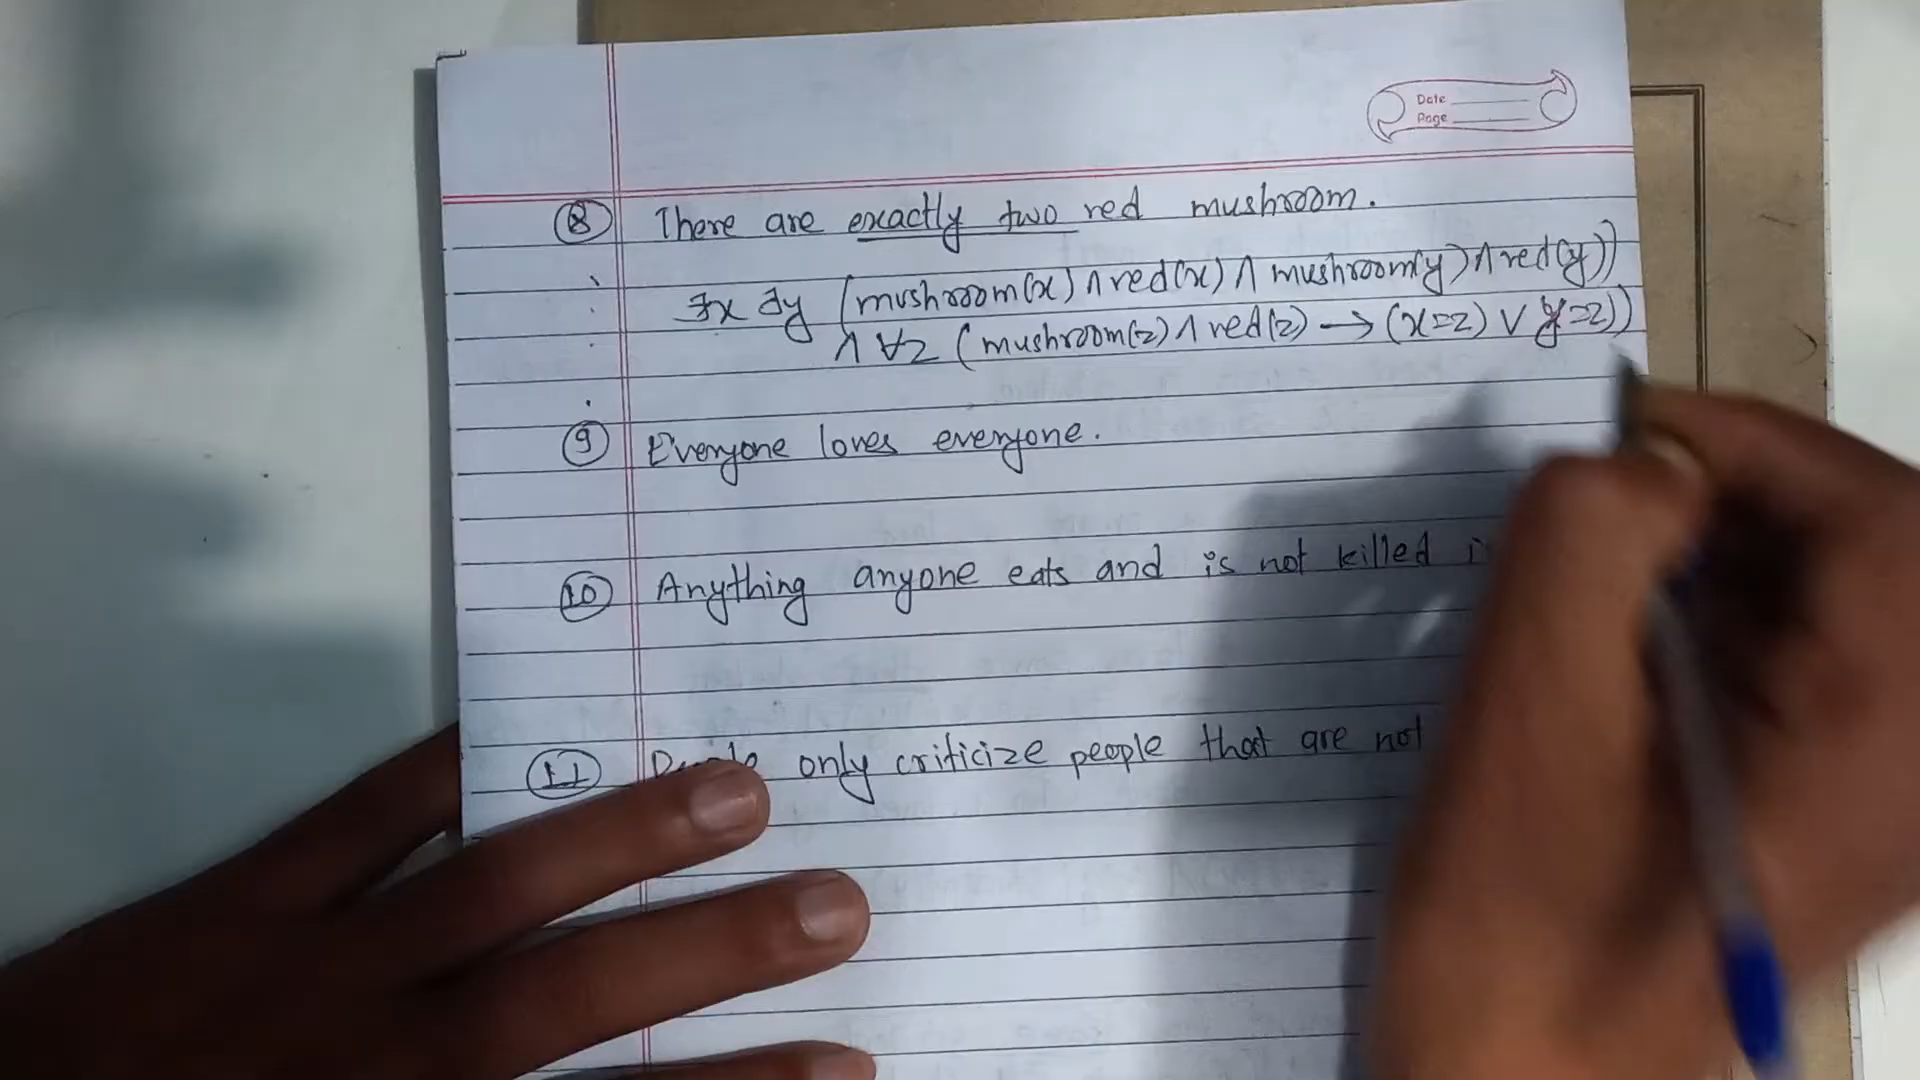 Date
Page
⑧ There are exactly two red mushroom.
∃x ∃y (mushroom(x) ∧ red(x) ∧ mushroom(y) ∧ red(y))
∧ ∀z (mushroom(z) ∧ red(z) → (x=z) ∨ y=z))
⑨ Everyone loves everyone.
⑩ Anything anyone eats and is not killed
⑪ only criticize people that are not